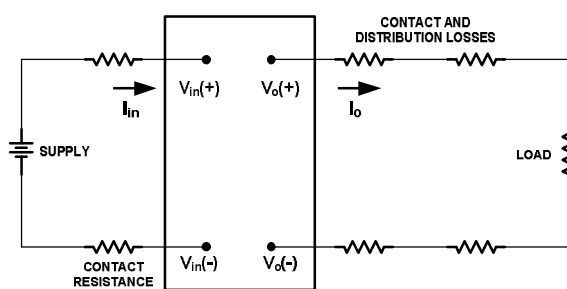 CONTACT AND
DISTRIBUTION LOSSES
Vin(+)
Vo(+)
Iin
Io
SUPPLY
LOAD
Vin(-)
Vo(-)
CONTACT
RESISTANCE